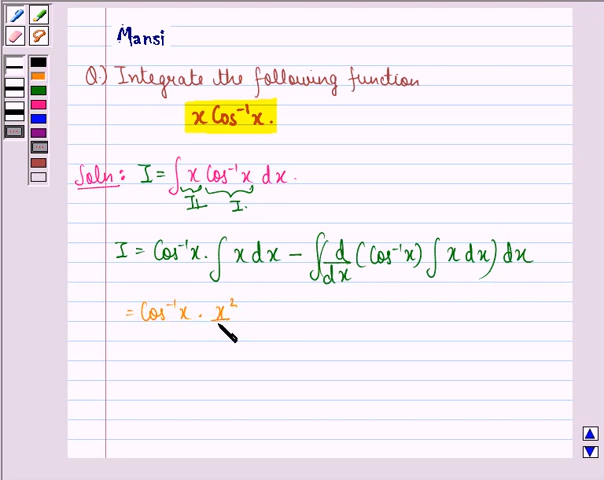 Mansi
Q.) Integrate the following function
x Cos⁻¹x.
Soln: I = ∫ x Cos⁻¹x dx.
II I.
I = Cos⁻¹x. ∫ x dx − ∫(d/dx (Cos⁻¹x) ∫ x dx) dx
= Cos⁻¹x . x²